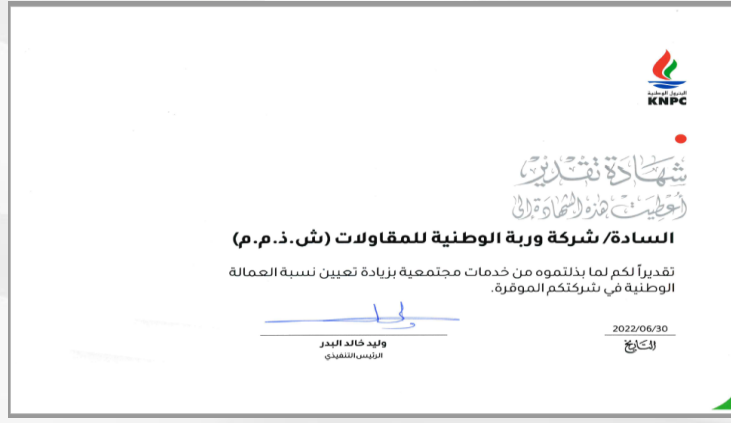 البترول الوطنية
KNPC
شهادة تقدير
أعطيت هذه الشهادة إلى
السادة/ شركة وربة الوطنية للمقاولات (ش.ذ.م.م)
تقديراً لكم لما بذلتموه من خدمات مجتمعية بزيادة تعيين نسبة العمالة
الوطنية في شركتكم الموقرة.
2022/06/30
التاريخ
وليد خالد البدر
الرئيس التنفيذي